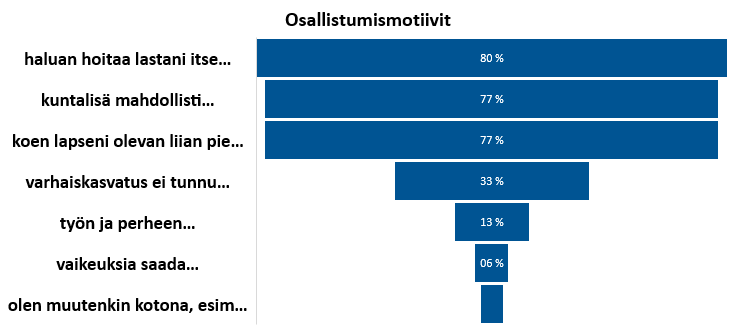 Osallistumismotiivit
haluan hoitaa lastani itse... 80 %
kuntalisä mahdollisti... 77 %
koen lapseni olevan liian pie... 77 %
varhaiskasvatus ei tunnu... 33 %
työn ja perheen... 13 %
vaikeuksia saada... 06 %
olen muutenkin kotona, esim...